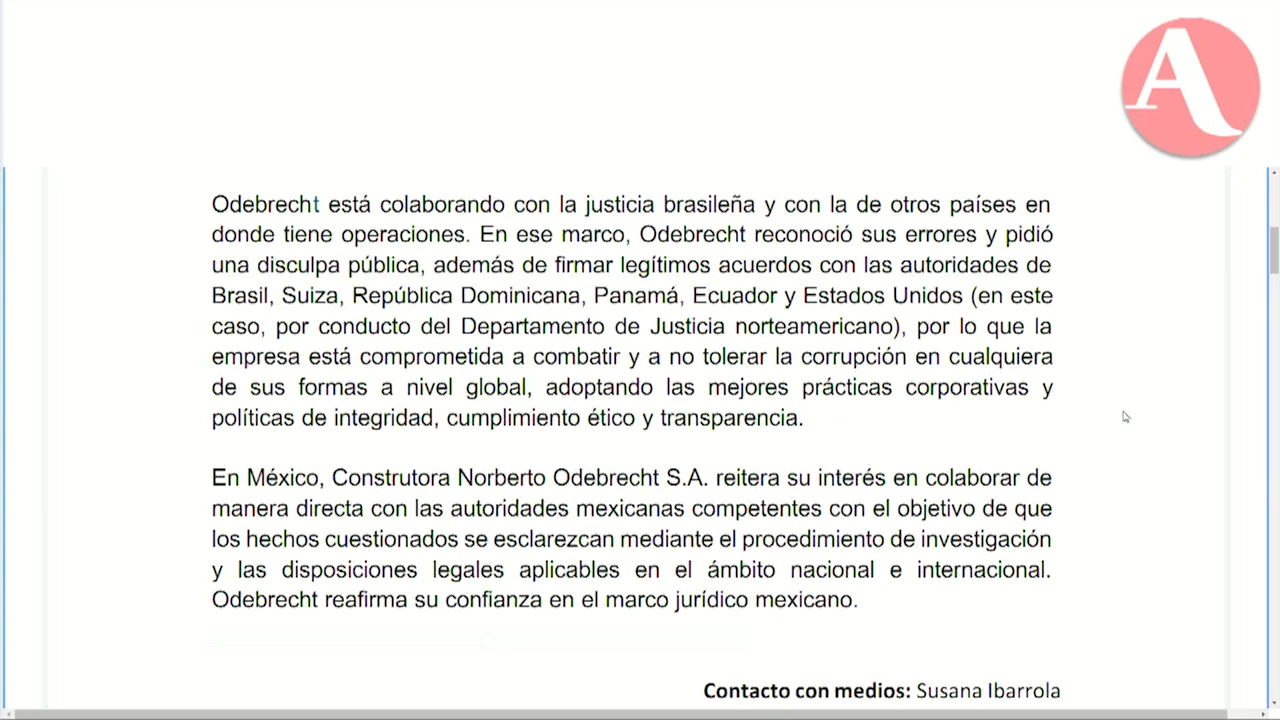 A
Odebrecht está colaborando con la justicia brasileña y con la de otros países en
donde tiene operaciones. En ese marco, Odebrecht reconoció sus errores y pidió
una disculpa pública, además de firmar legítimos acuerdos con las autoridades de
Brasil, Suiza, República Dominicana, Panamá, Ecuador y Estados Unidos (en este
caso, por conducto del Departamento de Justicia norteamericano), por lo que la
empresa está comprometida a combatir y a no tolerar la corrupción en cualquiera
de sus formas a nivel global, adoptando las mejores prácticas corporativas y
políticas de integridad, cumplimiento ético y transparencia.
En México, Construtora Norberto Odebrecht S.A. reitera su interés en colaborar de
manera directa con las autoridades mexicanas competentes con el objetivo de que
los hechos cuestionados se esclarezcan mediante el procedimiento de investigación
y las disposiciones legales aplicables en el ámbito nacional e internacional.
Odebrecht reafirma su confianza en el marco jurídico mexicano.
Contacto con medios: Susana Ibarrola